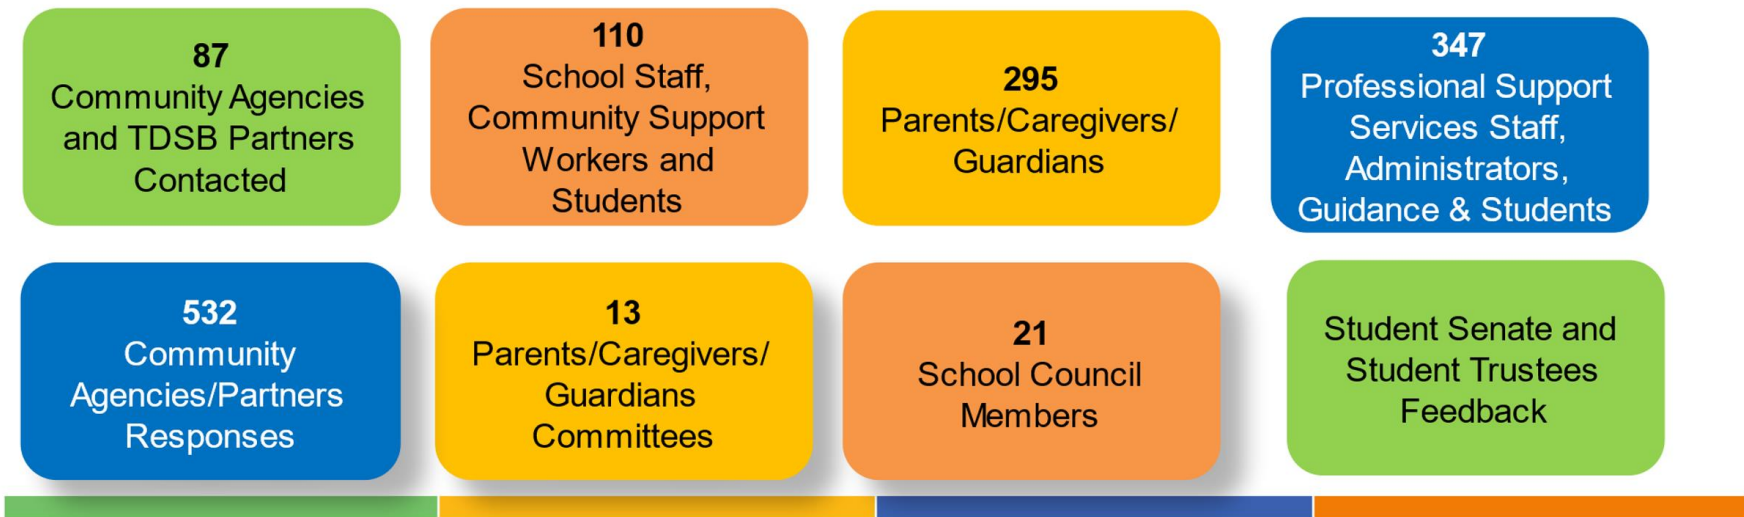 87
Community Agencies
and TDSB Partners
Contacted
110
School Staff,
Community Support
Workers and
Students
295
Parents/Caregivers/
Guardians
347
Professional Support
Services Staff,
Administrators,
Guidance & Students
532
Community
Agencies/Partners
Responses
13
Parents/Caregivers/
Guardians
Committees
21
School Council
Members
Student Senate and
Student Trustees
Feedback